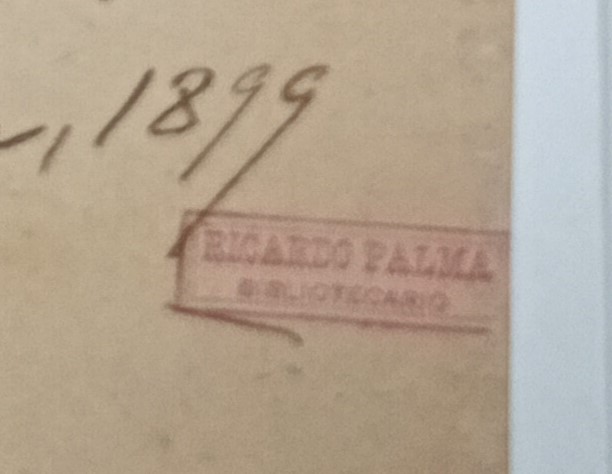 , 1899
RICARDO PALMA
BIBLIOTECARIO